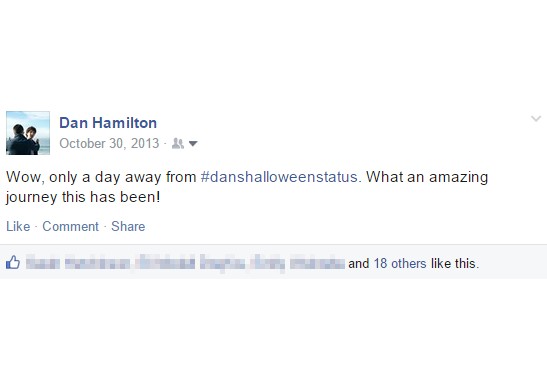 Dan Hamilton
October 30, 2013 ·
Wow, only a day away from #danshalloweenstatus. What an amazing
journey this has been!
Like · Comment · Share
and 18 others like this.